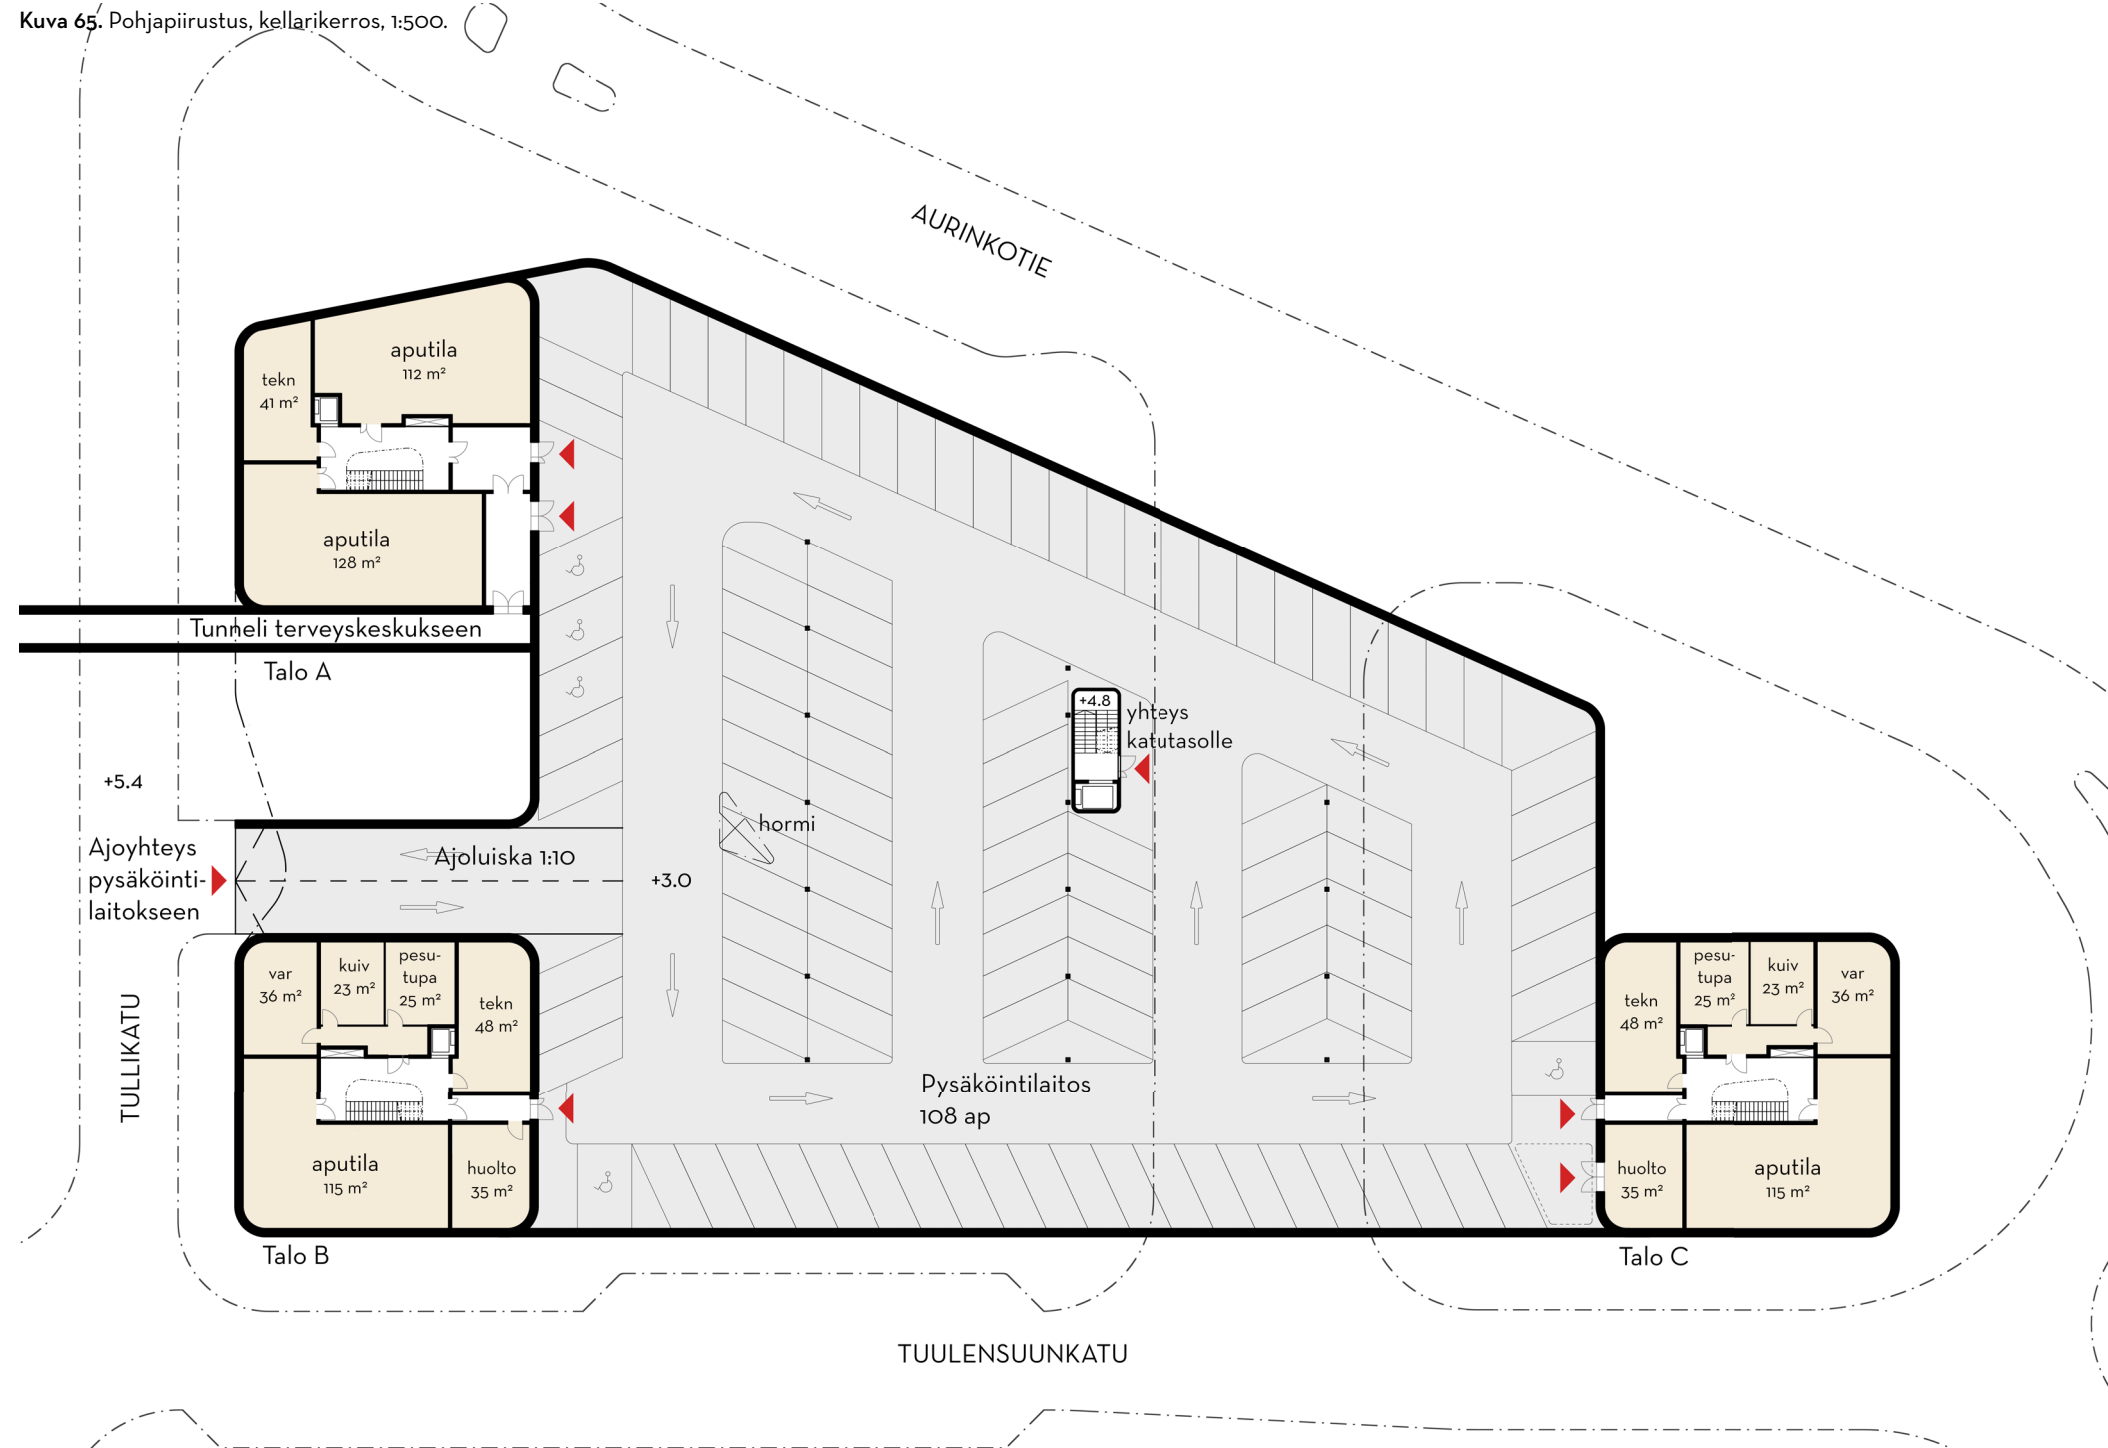 Kuva 65. Pohjapiirustus, kellarikerros, 1:500.
AURINKOTIE
aputila
112 m²
tekn
41 m²
aputila
128 m²
Tunneli terveyskeskukseen
Talo A
+4.8
yhteys
katutasolle
+5.4
hormi
Ajoyhteys
pysäköinti-
laitokseen
Ajoluiska 1:10
+3.0
var
36 m²
kuiv
23 m²
pesu-
tupa
25 m²
tekn
48 m²
aputila
115 m²
huolto
35 m²
Talo B
TULLIKATU
Pysäköintilaitos
108 ap
tekn
48 m²
pesu-
tupa
25 m²
kuiv
23 m²
var
36 m²
huolto
35 m²
aputila
115 m²
Talo C
TUULENSUUNKATU